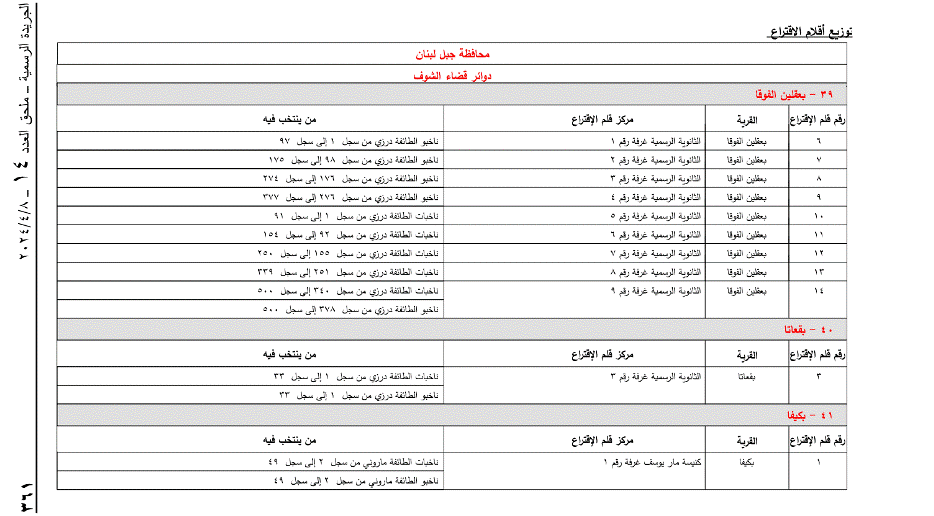 الجريدة الرسمية – ملحق العدد ١٤ – ٢٠٢٤/٤/٨
٣٦١
توزيع أقلام الاقتراع
محافظة جبل لبنان
دوائر قضاء الشوف
٣٩ - بعقلين الفوقا
رقم قلم الإقتراع القرية مركز قلم الإقتراع من ينتخب فيه
٦ بعقلين الفوقا الثانوية الرسمية غرفة رقم ١ ناخبو الطائفة درزي من سجل ١ إلى سجل ٩٧
٧ بعقلين الفوقا الثانوية الرسمية غرفة رقم ٢ ناخبو الطائفة درزي من سجل ٩٨ إلى سجل ١٧٥
٨ بعقلين الفوقا الثانوية الرسمية غرفة رقم ٣ ناخبو الطائفة درزي من سجل ١٧٦ إلى سجل ٢٧٤
٩ بعقلين الفوقا الثانوية الرسمية غرفة رقم ٤ ناخبو الطائفة درزي من سجل ٢٧٦ إلى سجل ٣٧٧
١٠ بعقلين الفوقا الثانوية الرسمية غرفة رقم ٥ ناخبات الطائفة درزي من سجل ١ إلى سجل ٩١
١١ بعقلين الفوقا الثانوية الرسمية غرفة رقم ٦ ناخبات الطائفة درزي من سجل ٩٢ إلى سجل ١٥٤
١٢ بعقلين الفوقا الثانوية الرسمية غرفة رقم ٧ ناخبات الطائفة درزي من سجل ١٥٥ إلى سجل ٢٥٠
١٣ بعقلين الفوقا الثانوية الرسمية غرفة رقم ٨ ناخبات الطائفة درزي من سجل ٢٥١ إلى سجل ٣٣٩
١٤ بعقلين الفوقا الثانوية الرسمية غرفة رقم ٩ ناخبات الطائفة درزي من سجل ٣٤٠ إلى سجل ٥٠٠
ناخبو الطائفة درزي من سجل ٣٧٨ إلى سجل ٥٠٠
٤٠ - بقعاتا
رقم قلم الإقتراع القرية مركز قلم الإقتراع من ينتخب فيه
٣ بقعاتا الثانوية الرسمية غرفة رقم ٣ ناخبات الطائفة درزي من سجل ١ إلى سجل ٣٣
ناخبو الطائفة درزي من سجل ١ إلى سجل ٣٣
٤١ - بكيفا
رقم قلم الإقتراع القرية مركز قلم الإقتراع من ينتخب فيه
١ بكيفا كنيسة مار يوسف غرفة رقم ١ ناخبات الطائفة ماروني من سجل ٢ إلى سجل ٤٩
ناخبو الطائفة ماروني من سجل ٢ إلى سجل ٤٩